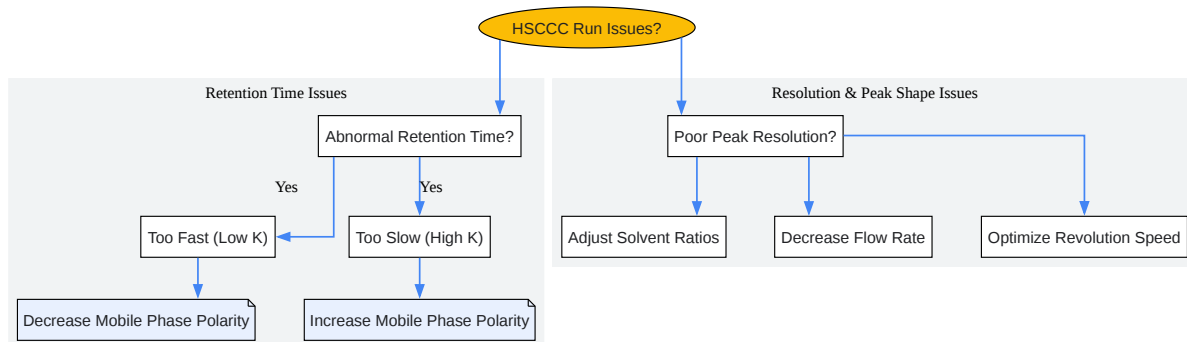 HSCCC Run Issues?
Retention Time Issues
Abnormal Retention Time?
Yes
Yes
Too Fast (Low K)
Too Slow (High K)
Decrease Mobile Phase Polarity
Increase Mobile Phase Polarity
Resolution & Peak Shape Issues
Poor Peak Resolution?
Adjust Solvent Ratios
Decrease Flow Rate
Optimize Revolution Speed